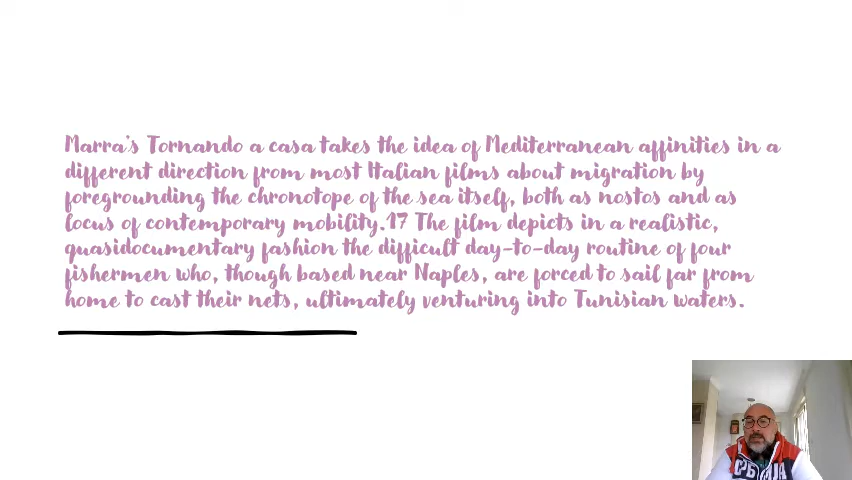 Marra's Tornando a casa takes the idea of Mediterranean affinities in a
different direction from most Italian films about migration by
foregrounding the chronotope of the sea itself, both as nostos and as
locus of contemporary mobility.17 The film depicts in a realistic,
quasidocumentary fashion the difficult day-to-day routine of four
fishermen who, though based near Naples, are forced to sail far from
home to cast their nets, ultimately venturing into Tunisian waters.